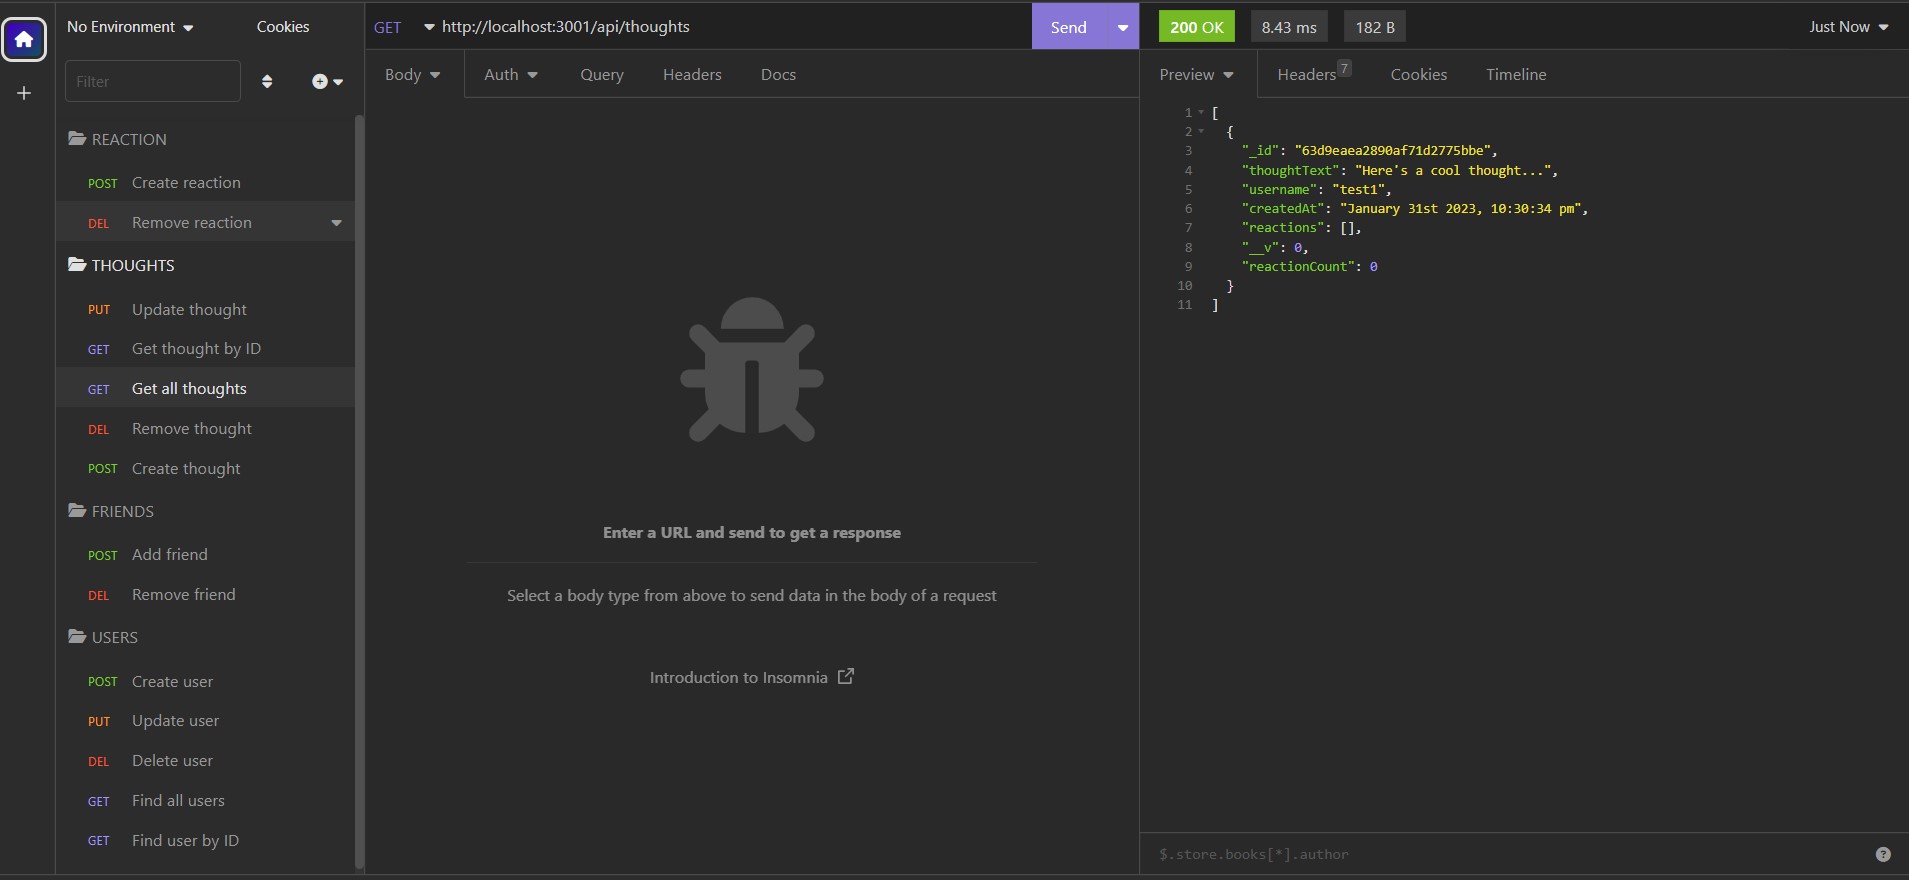 No Environment
Cookies
Filter
REACTION
POST Create reaction
DEL Remove reaction
THOUGHTS
PUT Update thought
GET Get thought by ID
GET Get all thoughts
DEL Remove thought
POST Create thought
FRIENDS
POST Add friend
DEL Remove friend
USERS
POST Create user
PUT Update user
DEL Delete user
GET Find all users
GET Find user by ID
GET http://localhost:3001/api/thoughts
Send
Body Auth Query Headers Docs
Enter a URL and send to get a response
Select a body type from above to send data in the body of a request
Introduction to Insomnia
200 OK 8.43 ms 182 B Just Now
Preview Headers 7 Cookies Timeline
1 [
2 {
3 "_id": "63d9eaea2890af71d2775bbe",
4 "thoughtText": "Here's a cool thought...",
5 "username": "test1",
6 "createdAt": "January 31st 2023, 10:30:34 pm",
7 "reactions": [],
8 "__v": 0,
9 "reactionCount": 0
10 }
11 ]
$.store.books[*].author
?